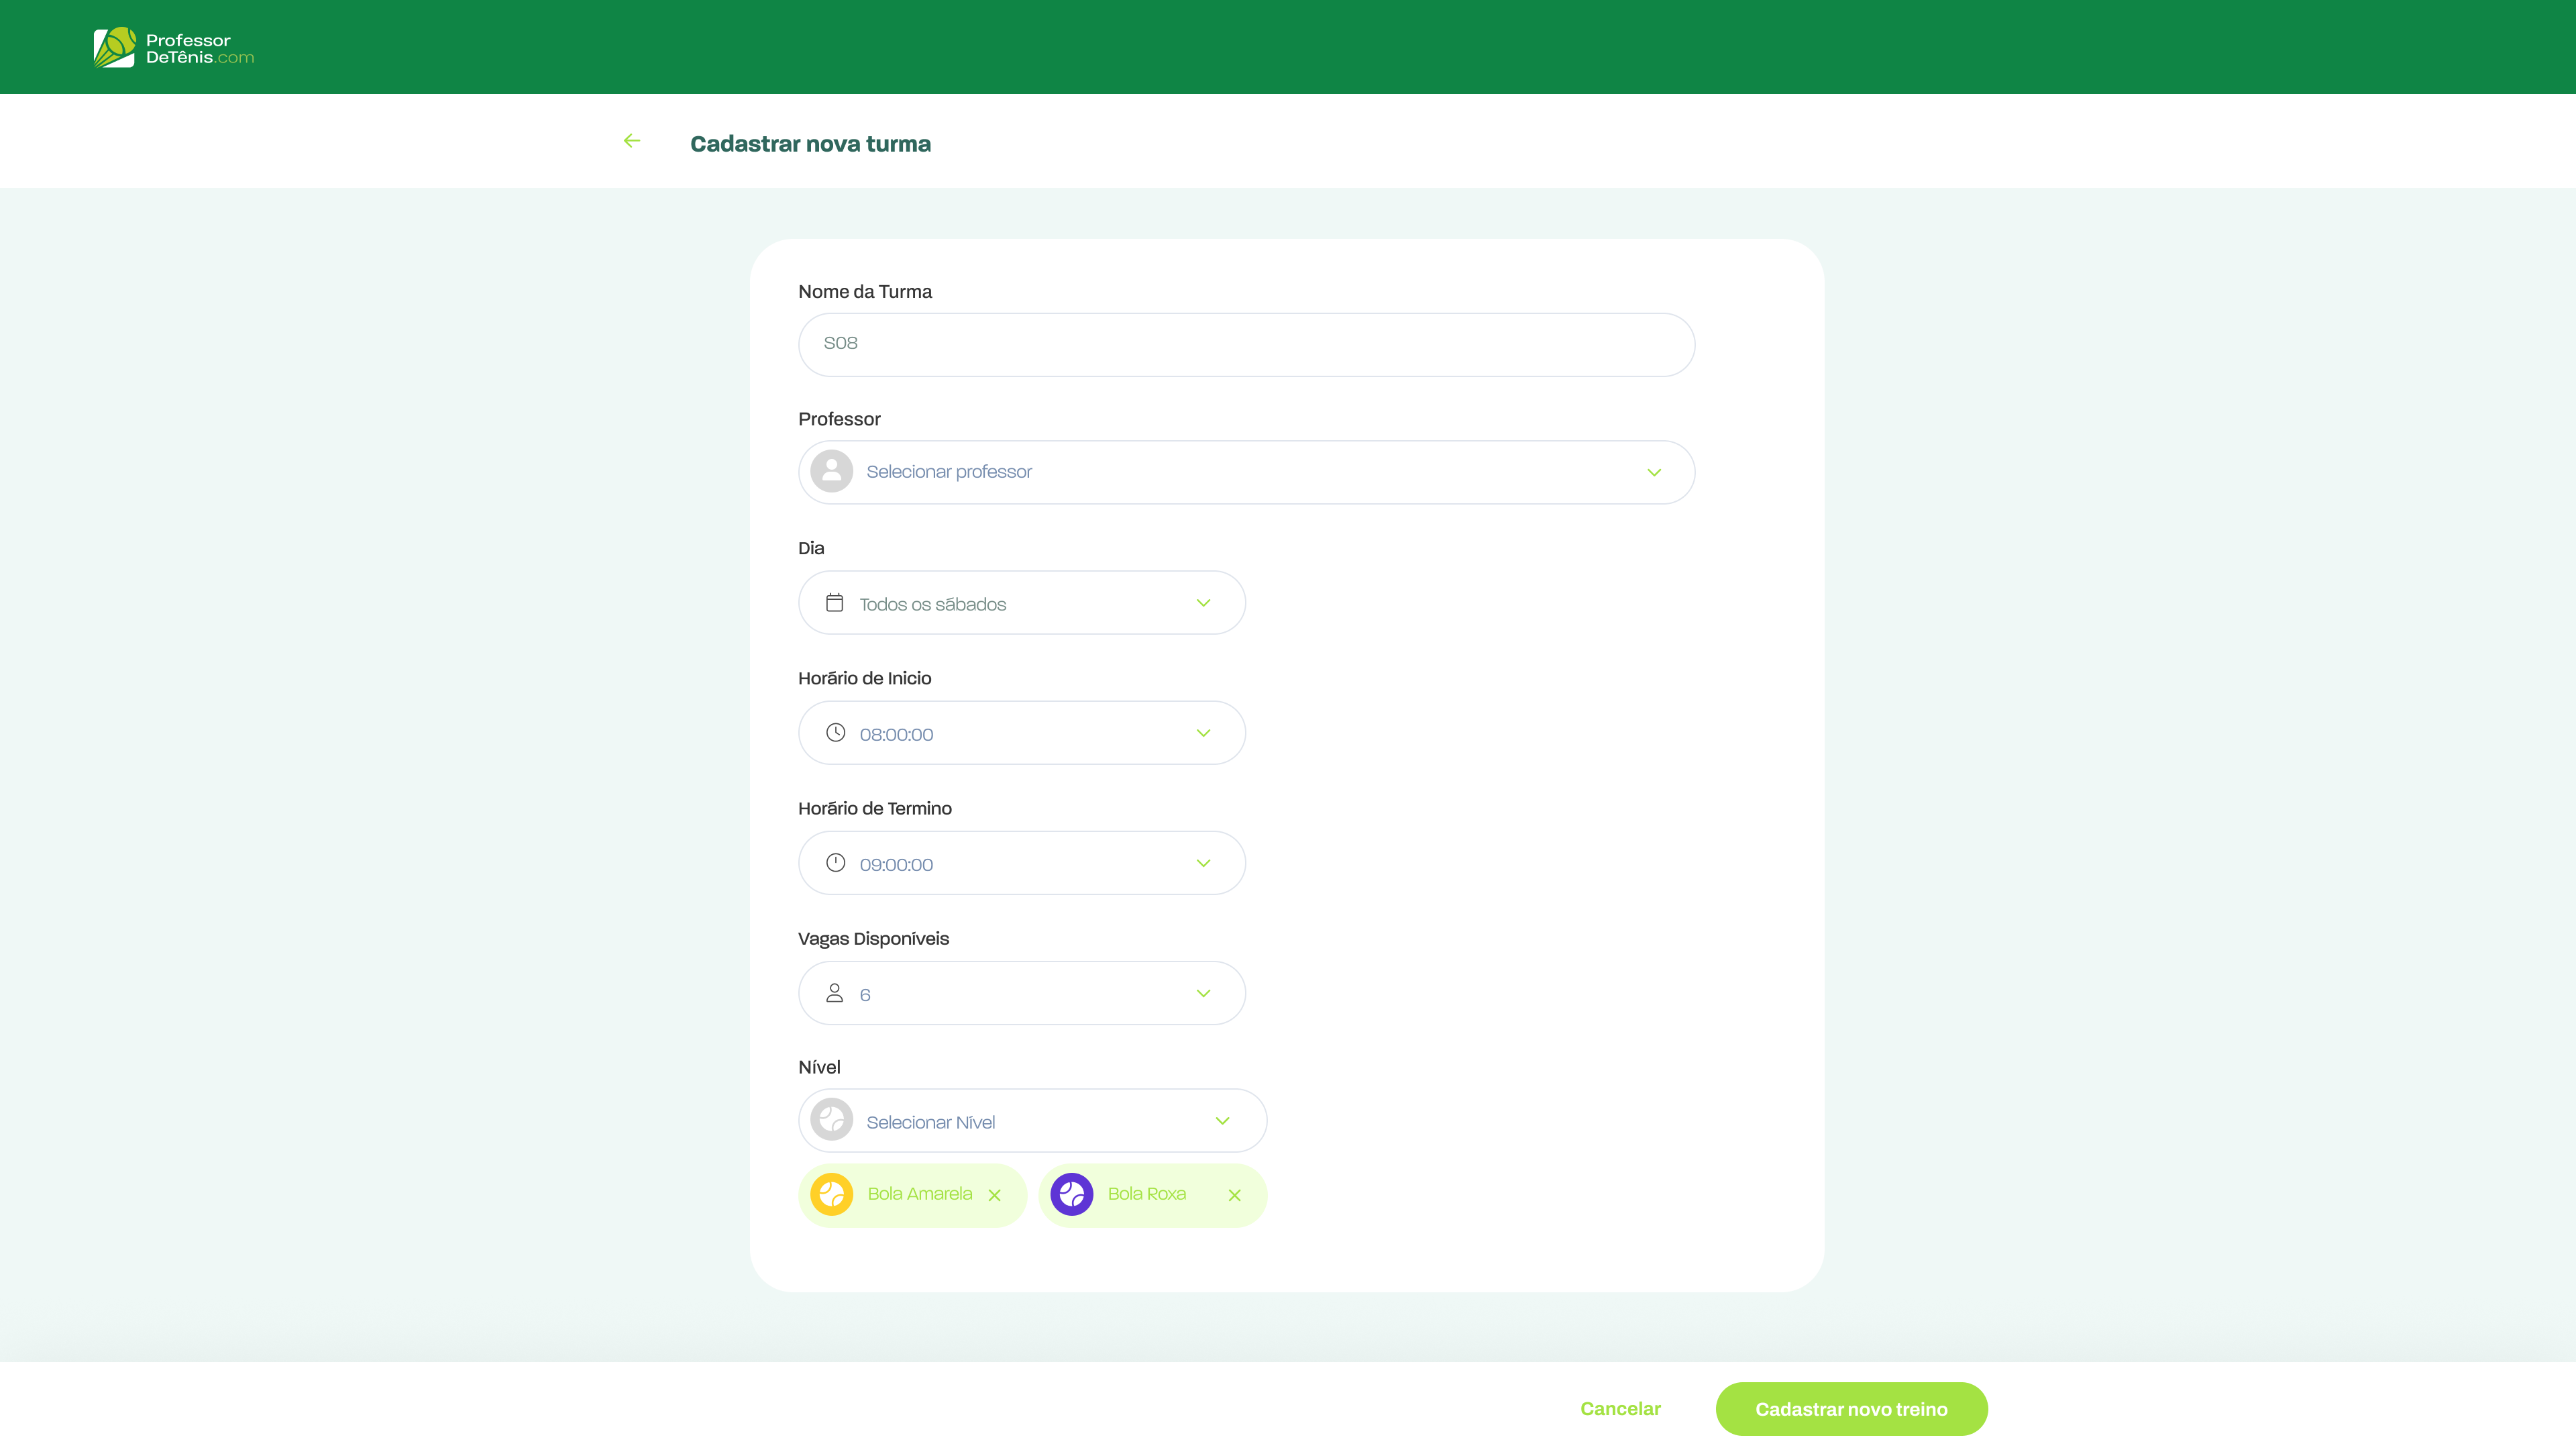 Professor
DeTênis.com
Cadastrar nova turma
Nome da Turma
S08
Professor
Selecionar professor
Dia
Todos os sábados
Horário de Inicio
08:00:00
Horário de Termino
09:00:00
Vagas Disponíveis
6
Nível
Selecionar Nível
Bola Amarela
Bola Roxa
Cancelar
Cadastrar novo treino